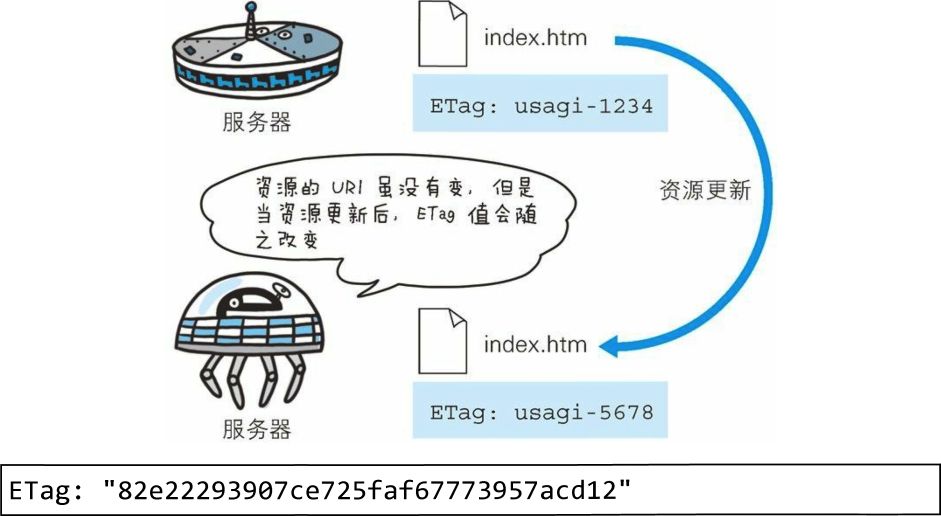 index.htm
ETag: usagi-1234
服务器
资源的 URI 虽没有变，但是
当资源更新后，ETag 值会随
之改变
资源更新
index.htm
ETag: usagi-5678
服务器
ETag: "82e22293907ce725faf67773957acd12"